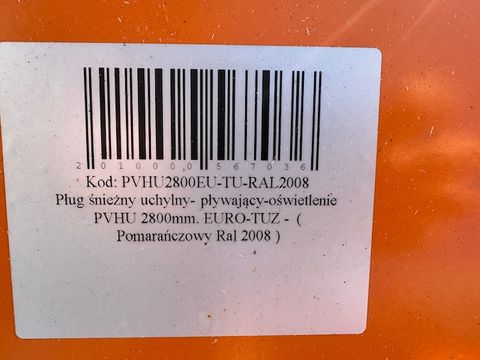 2010000567036
Kod: PVHU2800EU-TU-RAL2008
Pług śnieżny uchylny- pływający-oświetlenie
PVHU 2800mm. EURO-TUZ - (
Pomarańczowy Ral 2008 )